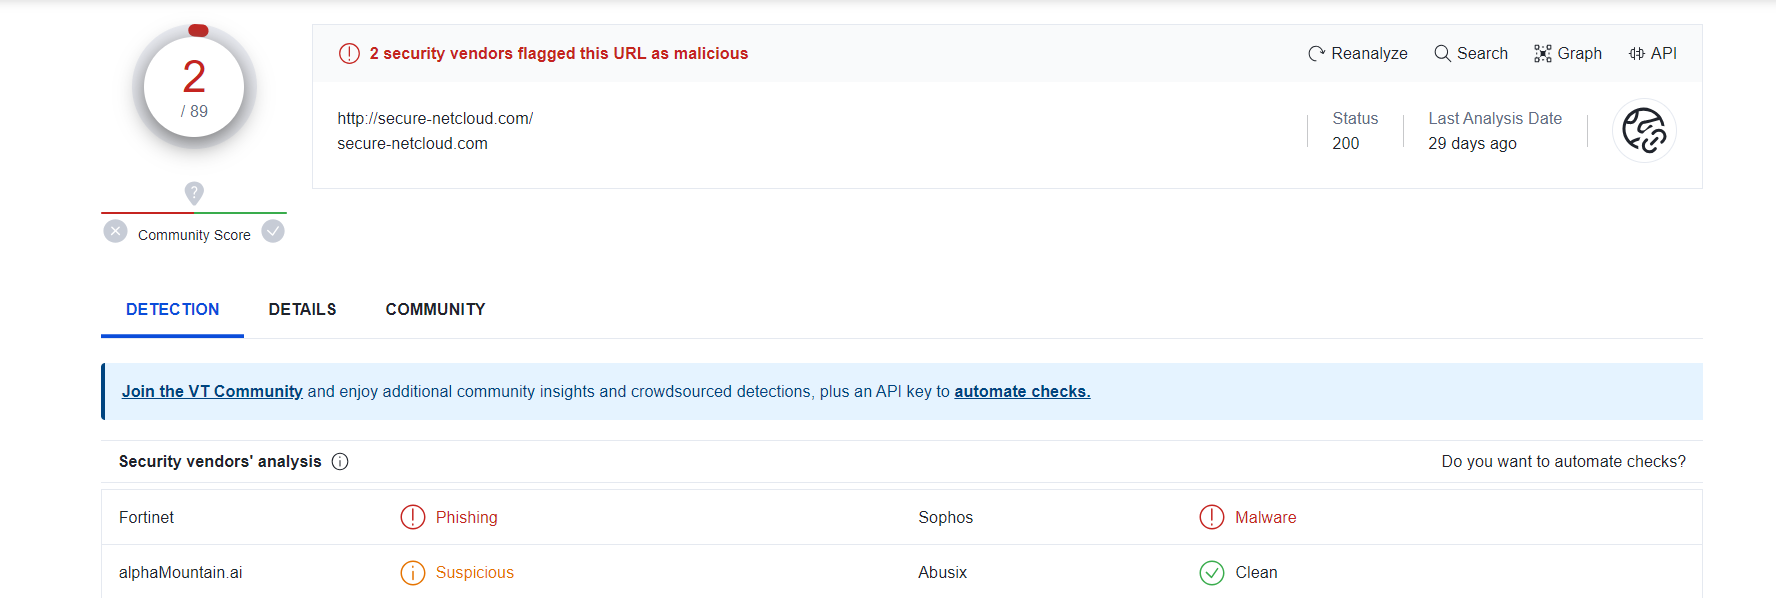 2
/ 89
Community Score
2 security vendors flagged this URL as malicious
Reanalyze Search Graph API
http://secure-netcloud.com/
secure-netcloud.com
Status
200
Last Analysis Date
29 days ago
DETECTION DETAILS COMMUNITY
Join the VT Community and enjoy additional community insights and crowdsourced detections, plus an API key to automate checks.
Security vendors' analysis Do you want to automate checks?
Fortinet Phishing Sophos Malware
alphaMountain.ai Suspicious Abusix Clean